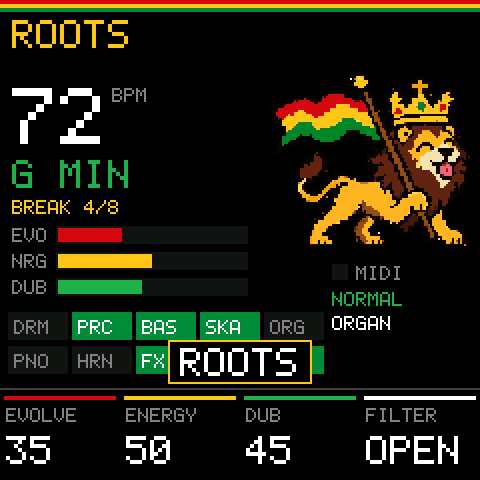 ROOTS
72 BPM
G MIN
BREAK 4/8
EVO
NRG
DUB
MIDI
NORMAL
ORGAN
DRM PRC BAS SKA ORG
PNO HRN FX
ROOTS
EVOLVE ENERGY DUB FILTER
35 50 45 OPEN